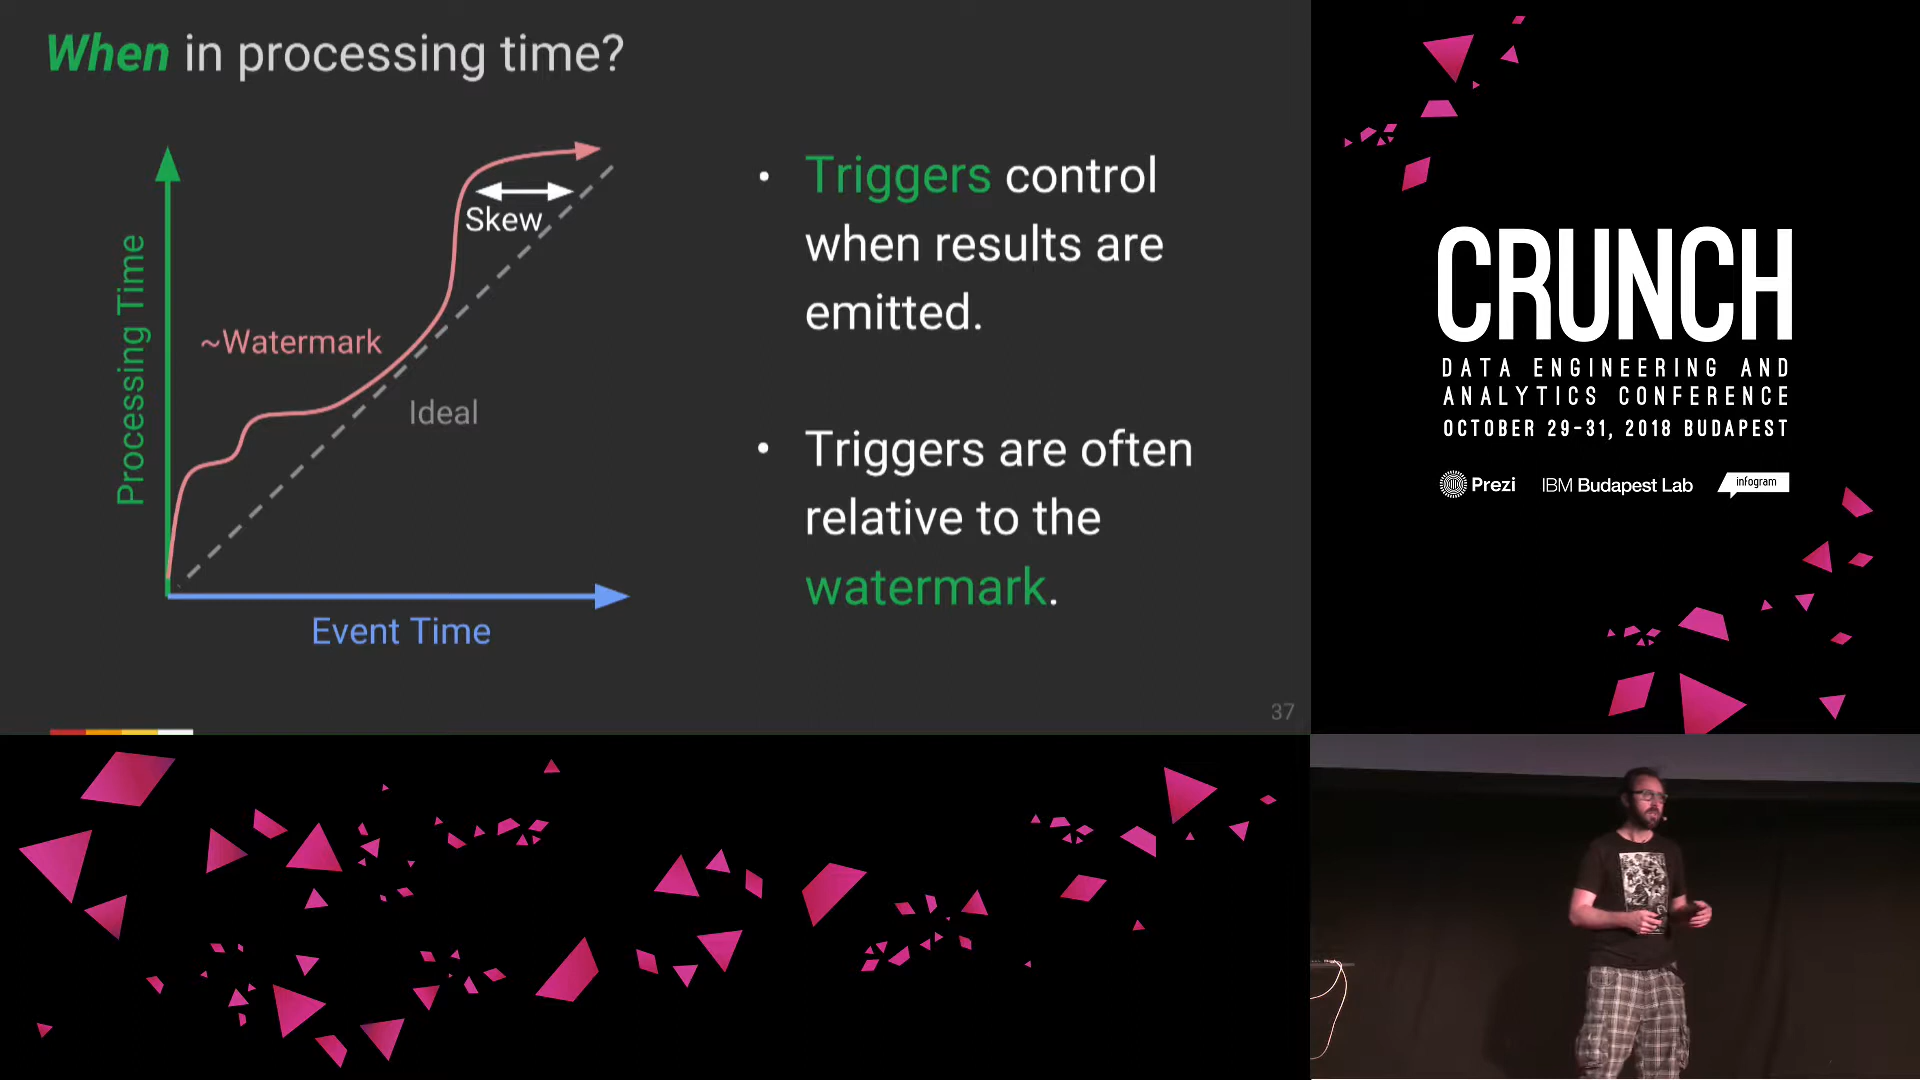 When in processing time?
Processing Time
Skew
~Watermark
Ideal
Event Time
• Triggers control
when results are
emitted.
• Triggers are often
relative to the
watermark.
37
CRUNCH
DATA ENGINEERING AND
ANALYTICS CONFERENCE
OCTOBER 29-31, 2018 BUDAPEST
Prezi
IBM Budapest Lab
infogram